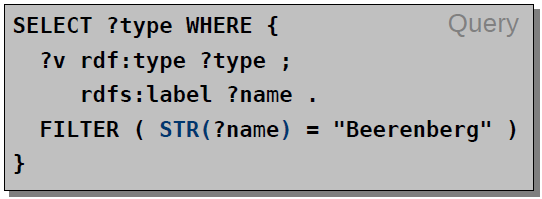 Query
SELECT ?type WHERE {
?v rdf:type ?type ;
rdfs:label ?name .
FILTER ( STR(?name) = "Beerenberg" )
}